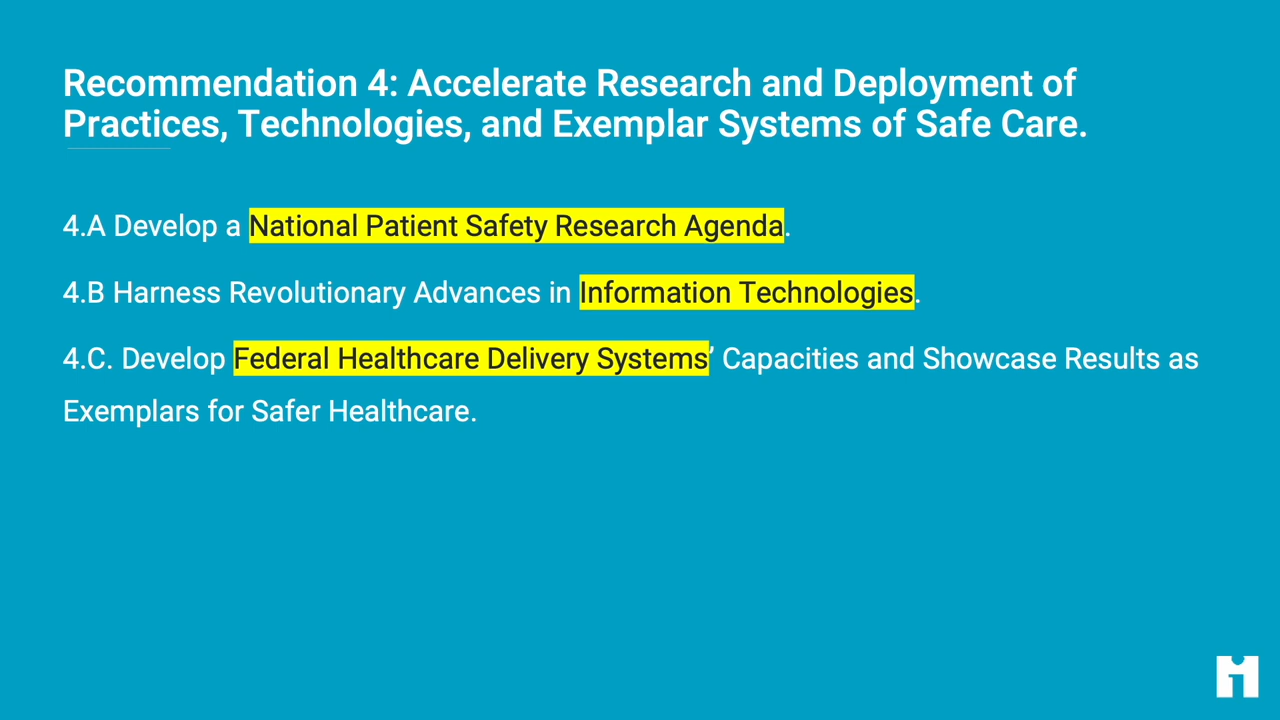 Recommendation 4: Accelerate Research and Deployment of
Practices, Technologies, and Exemplar Systems of Safe Care.
4.A Develop a National Patient Safety Research Agenda.
4.B Harness Revolutionary Advances in Information Technologies.
4.C. Develop Federal Healthcare Delivery Systems’ Capacities and Showcase Results as
Exemplars for Safer Healthcare.